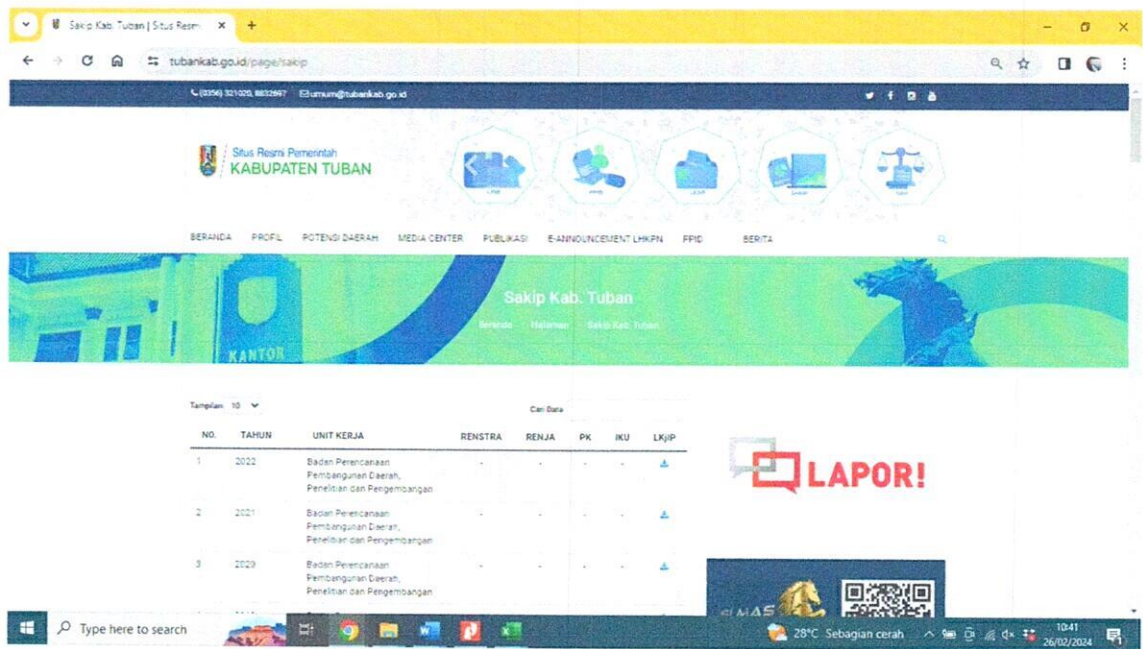 Sakip Kab. Tuban | Situs Resm
tubankab.go.id/page/sakip
(0356) 321020, 8832697 umum@tubankab.go.id
Situs Resmi Pemerintah
KABUPATEN TUBAN
BERANDA PROFIL POTENSI DAERAH MEDIA CENTER PUBLIKASI E-ANNOUNCEMENT LHKPN PPID BERITA
Sakip Kab. Tuban
Beranda Halaman Sakip Kab. Tuban
KANTOR
Tampilan 10 Cari Data
NO. TAHUN UNIT KERJA RENSTRA RENJA PK IKU LKjIP
1 2022 Badan Perencanaan - - - -
Pembangunan Daerah,
Penelitian dan Pengembangan
2 2021 Badan Perencanaan - - - -
Pembangunan Daerah,
Penelitian dan Pengembangan
3 2020 Badan Perencanaan - - - -
Pembangunan Daerah,
Penelitian dan Pengembangan
LAPOR!
Type here to search
28°C Sebagian cerah
10:41
26/02/2024